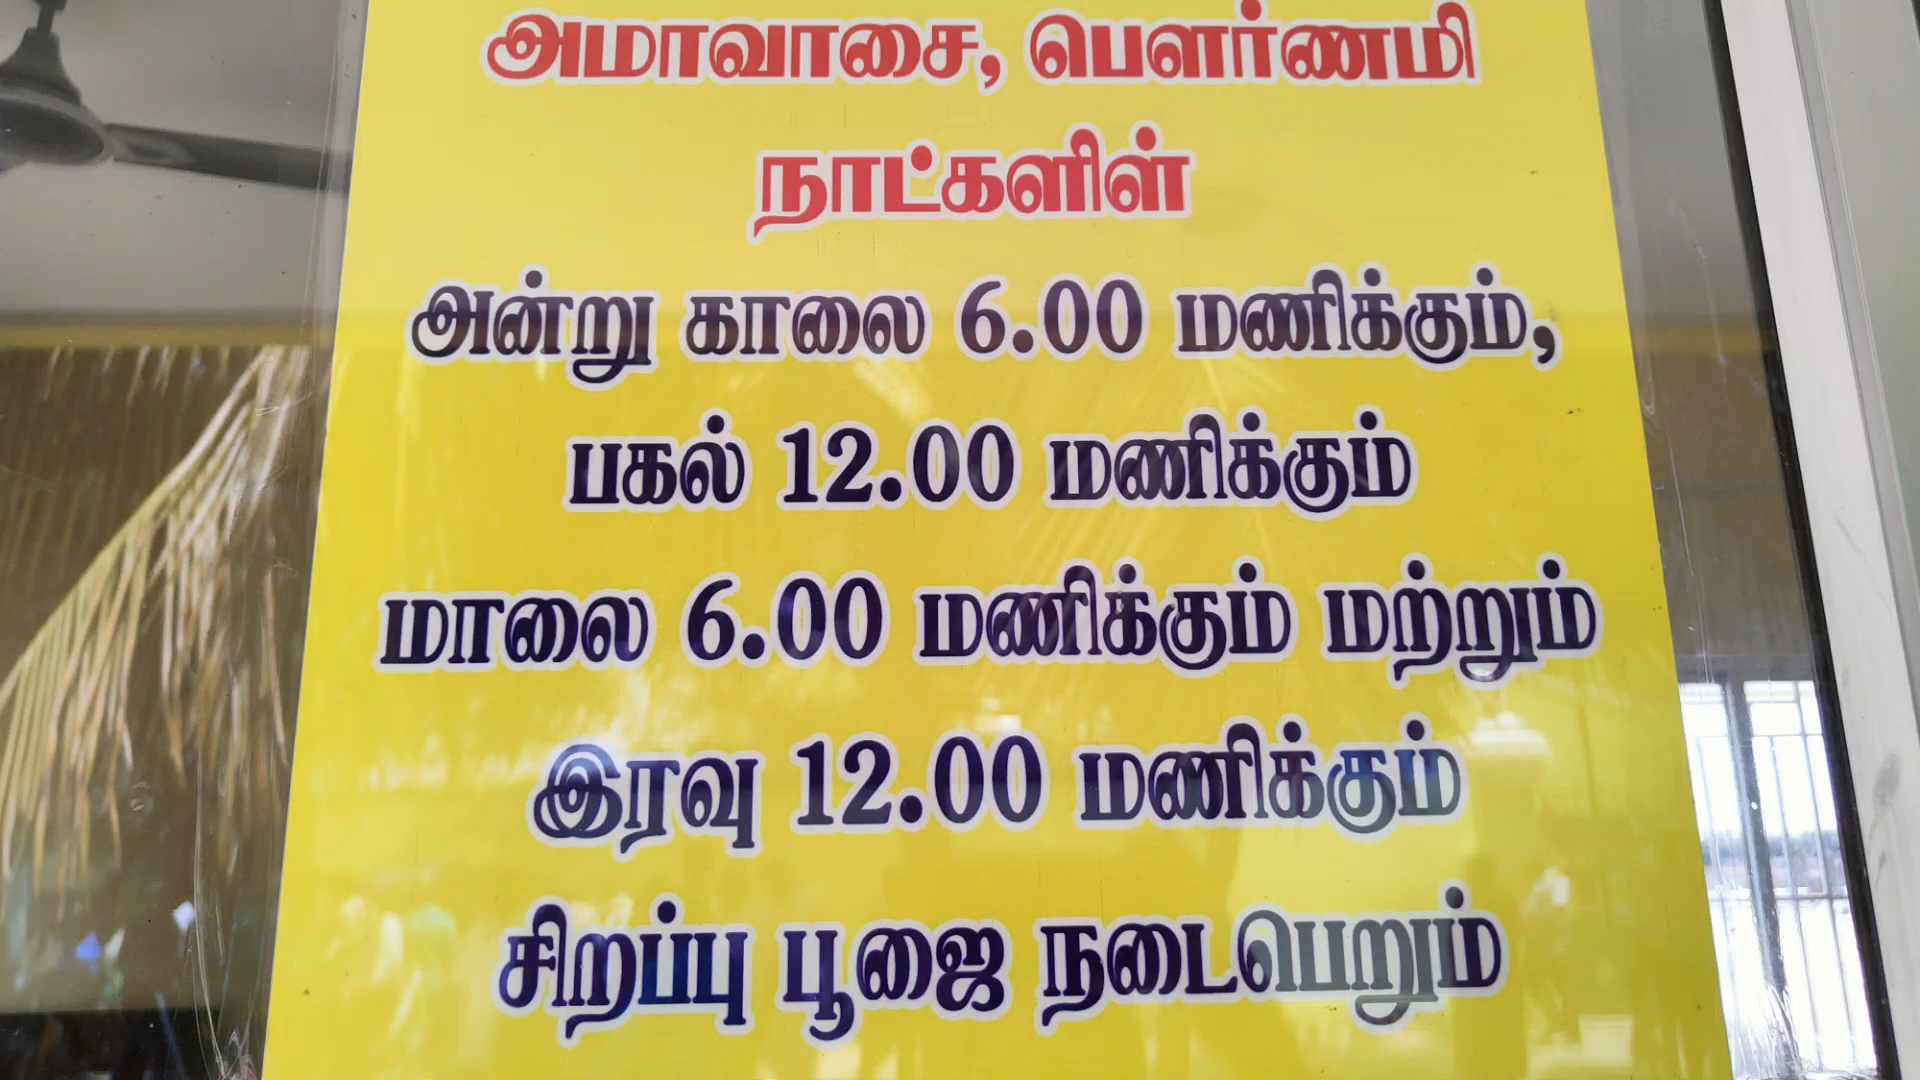 அமாவாசை, பௌர்ணமி
நாட்களிள்
அன்று காலை 6.00 மணிக்கும்,
பகல் 12.00 மணிக்கும்
மாலை 6.00 மணிக்கும் மற்றும்
இரவு 12.00 மணிக்கும்
சிறப்பு பூஜை நடைபெறும்